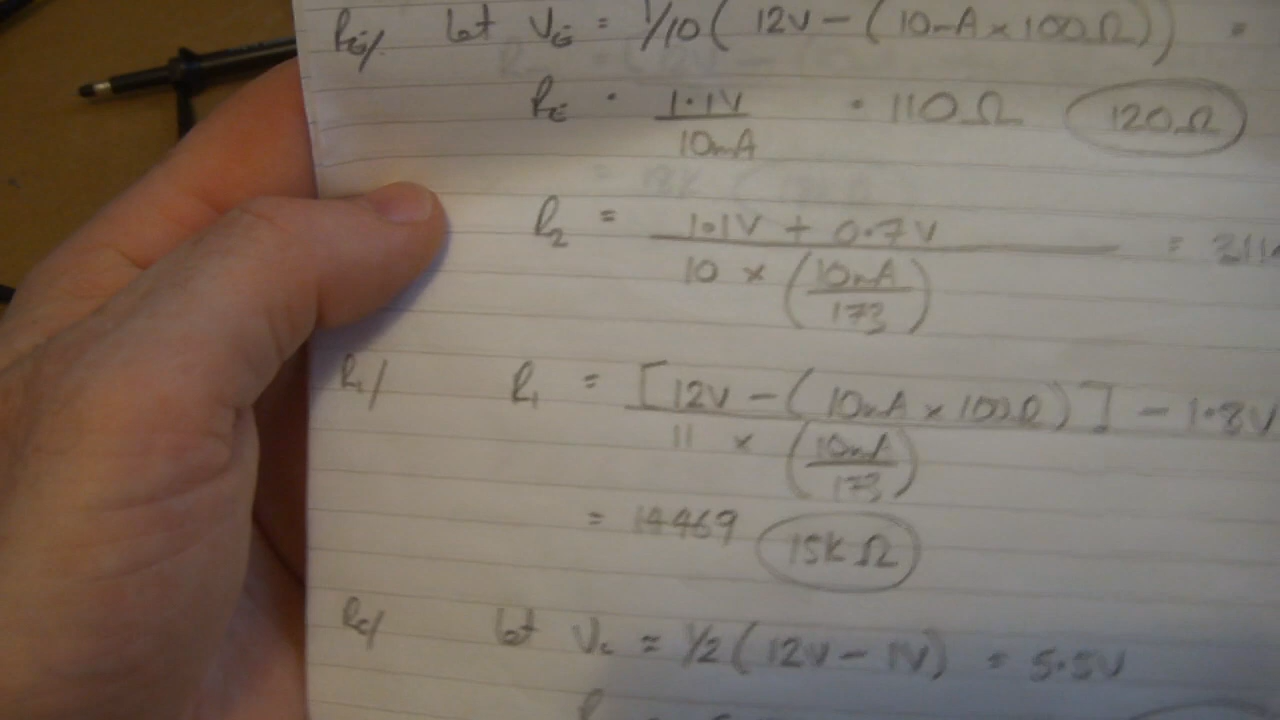 RE/ let VE = 1/10 ( 12V - ( 10mA × 100Ω ) ) =
RE = 1.1V / 10mA = 110Ω 120Ω
R2 = 1.1V + 0.7V / 10 × ( 10mA / 173 ) = 311
R1/ R1 = [ 12V - ( 10mA × 100Ω ) ] - 1.8V / 11 × ( 10mA / 173 )
= 14469 15KΩ
Rc/ let Vc = 1/2 ( 12V - 1V ) = 5.5V